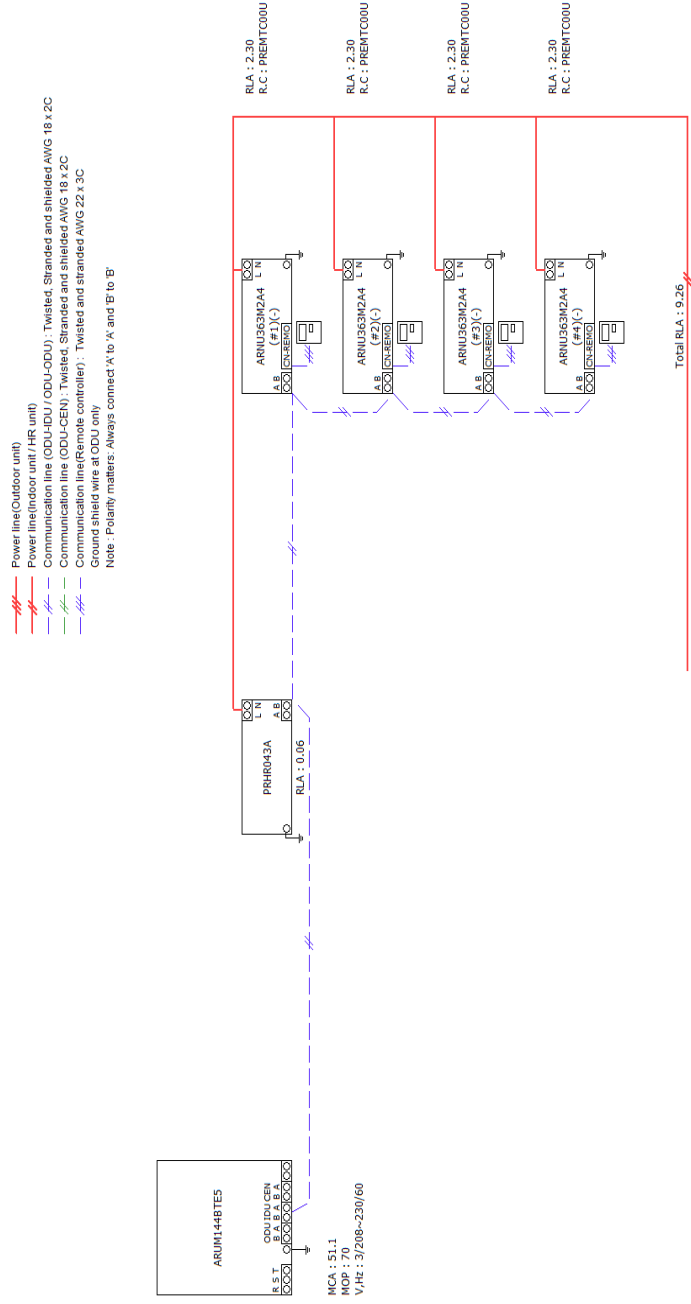 Power line(Outdoor unit)
Power line(Indoor unit / HR unit)
Communication line (ODU-IDU / ODU-ODU) : Twisted, Stranded and shielded AWG 18 x 2C
Communication line (ODU-CEN) : Twisted, Stranded and shielded AWG 18 x 2C
Communication line(Remote controller) : Twisted and stranded AWG 22 x 3C
Ground shield wire at ODU only
Note : Polarity matters. Always connect 'A' to 'A' and 'B' to 'B'
ARUM144BTE5
R S T
ODU IDU CEN
B A B A B A
MCA : 51.1
MOP : 70
V,Hz : 3/208~230/60
PRHR043A
L N
A B
RLA : 0.06
ARNU363M2A4
(#1)(-)
L N
A B
CN-REMO
RLA : 2.30
R.C : PREMTC00U
ARNU363M2A4
(#2)(-)
L N
A B
CN-REMO
RLA : 2.30
R.C : PREMTC00U
ARNU363M2A4
(#3)(-)
L N
A B
CN-REMO
RLA : 2.30
R.C : PREMTC00U
ARNU363M2A4
(#4)(-)
L N
A B
CN-REMO
RLA : 2.30
R.C : PREMTC00U
Total RLA : 9.26